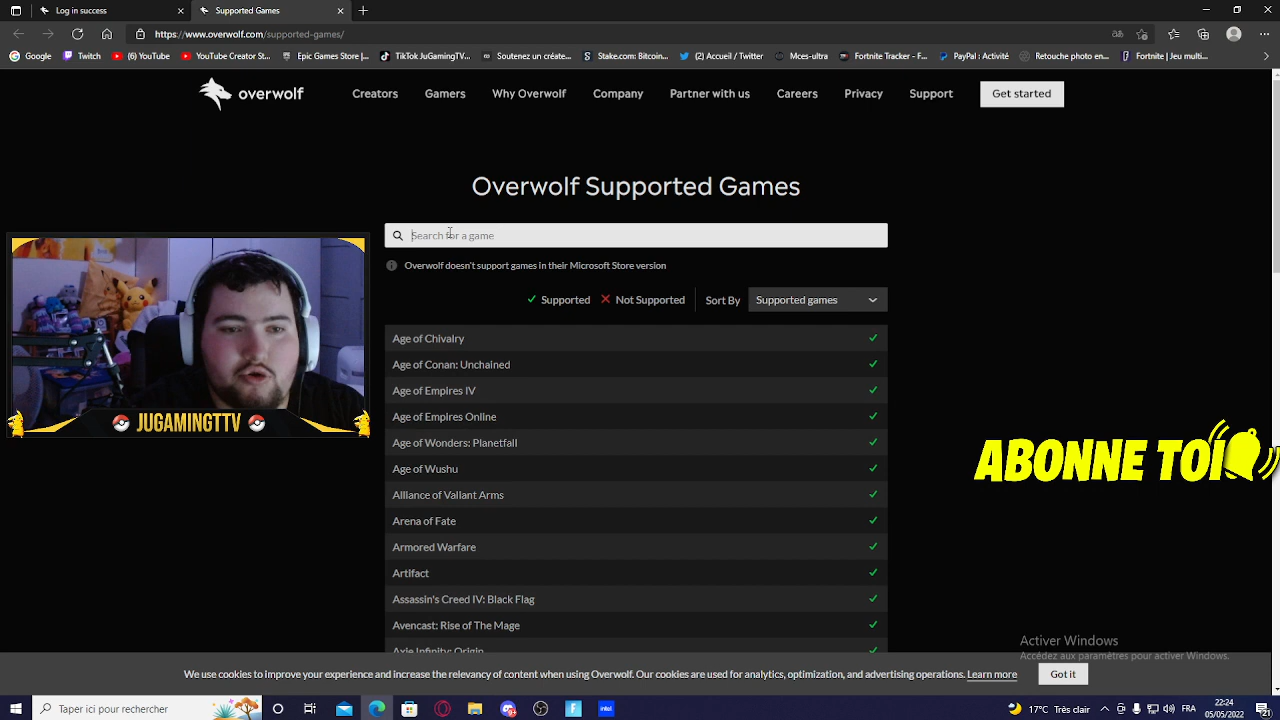 Log in success
Supported Games
https://www.overwolf.com/supported-games/
Google
Twitch
(6) YouTube
YouTube Creator St...
Epic Games Store |...
TikTok JuGamingTV...
Soutenez un créate...
Stake.com: Bitcoin...
(2) Accueil / Twitter
Mces-ultra
Fortnite Tracker - F...
PayPal : Activité
Retouche photo en...
Fortnite | Jeu multi...
overwolf
Creators
Gamers
Why Overwolf
Company
Partner with us
Careers
Privacy
Support
Get started
Overwolf Supported Games
Search for a game
Overwolf doesn't support games in their Microsoft Store version
Supported
Not Supported
Sort By
Supported games
Age of Chivalry
Age of Conan: Unchained
Age of Empires IV
Age of Empires Online
Age of Wonders: Planetfall
Age of Wushu
Alliance of Valiant Arms
Arena of Fate
Armored Warfare
Artifact
Assassin's Creed IV: Black Flag
Avencast: Rise of The Mage
Axie Infinity: Origin
JUGAMINGTTV
ABONNE TOI
Activer Windows
Accédez aux paramètres pour activer Windows.
We use cookies to improve your experience and increase the relevancy of content when using Overwolf. Our cookies are used for analytics, optimization, and advertising operations. Learn more
Got it
Taper ici pour rechercher
intel
17°C Très clair
FRA
22:24
05/05/2022